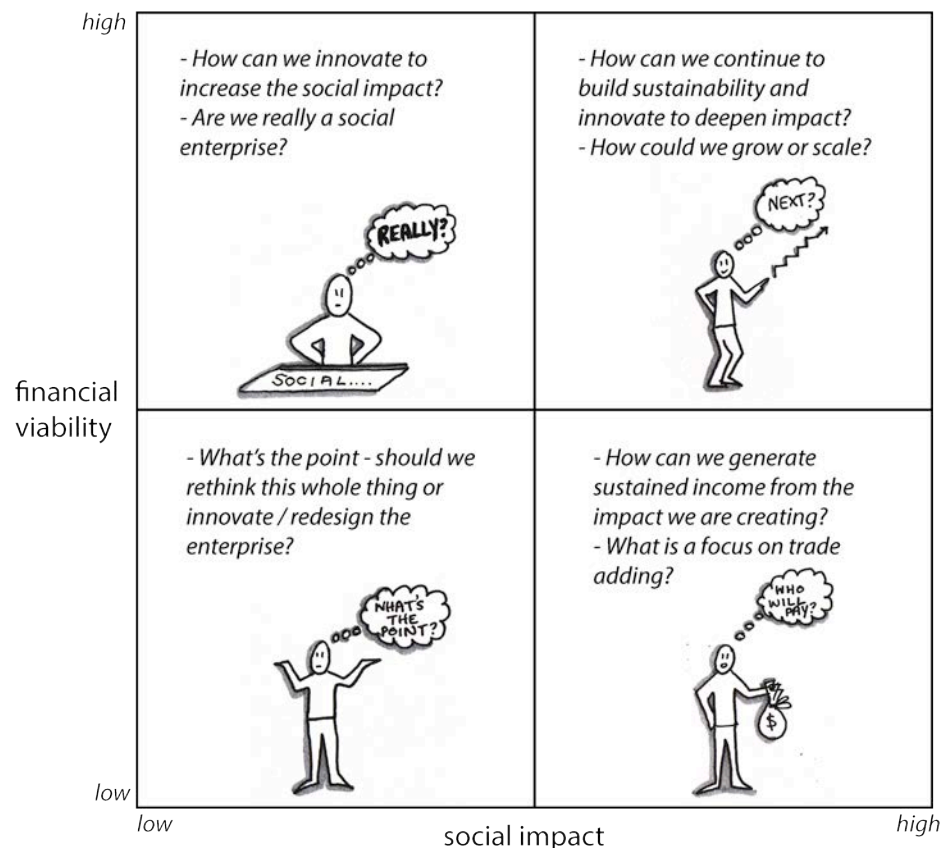 high
- How can we innovate to
increase the social impact?
- Are we really a social
enterprise?
REALLY?
SOCIAL....
- How can we continue to
build sustainability and
innovate to deepen impact?
- How could we grow or scale?
NEXT?
financial
viability
- What's the point - should we
rethink this whole thing or
innovate / redesign the
enterprise?
WHAT'S
THE
POINT?
- How can we generate
sustained income from the
impact we are creating?
- What is a focus on trade
adding?
WHO
WILL
PAY?
$
low
low
social impact
high